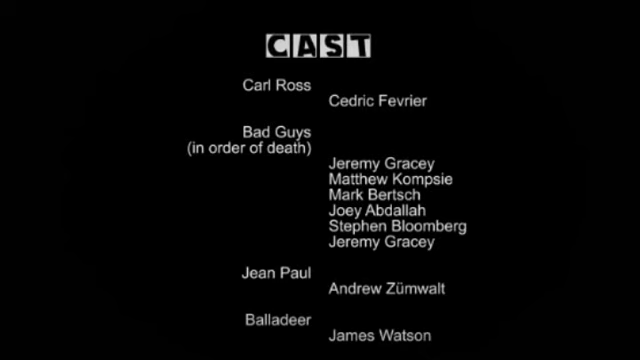 CAST
Carl Ross
Cedric Fevrier
Bad Guys
(in order of death)
Jeremy Gracey
Matthew Kompsie
Mark Bertsch
Joey Abdallah
Stephen Bloomberg
Jeremy Gracey
Jean Paul
Andrew Zümwalt
Balladeer
James Watson